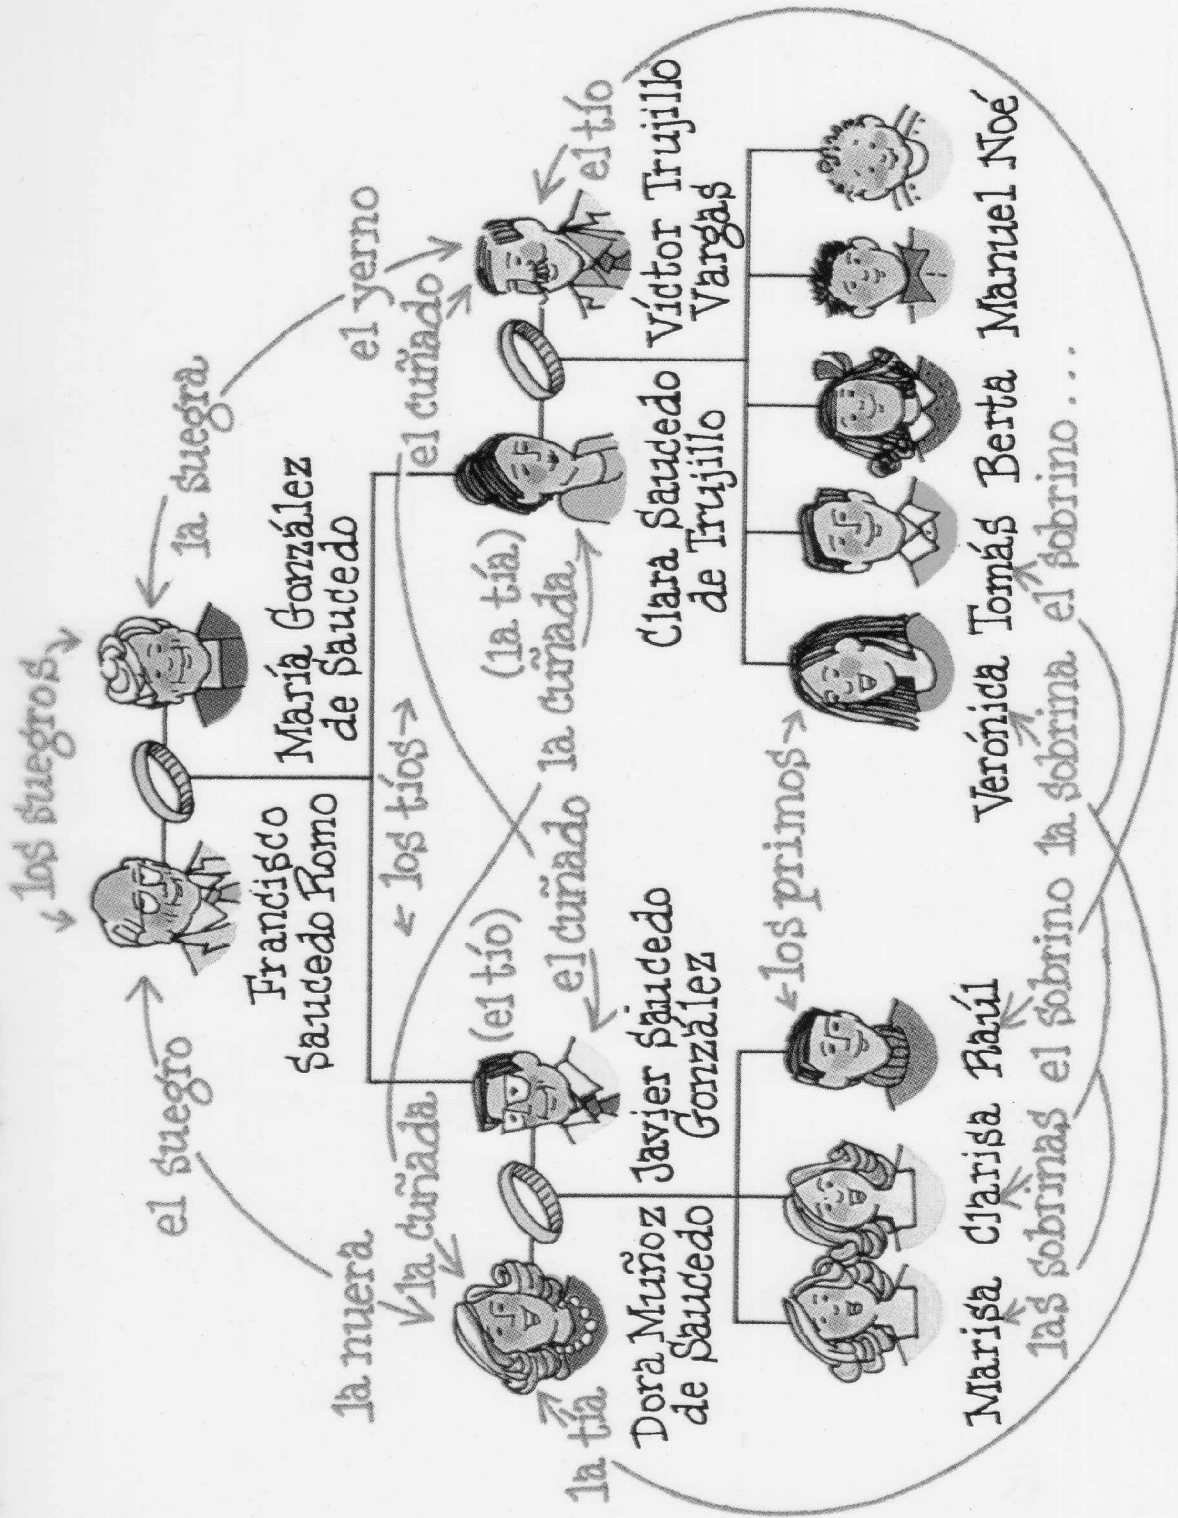 los suegros
el suegro
la suegra
Francisco
Saucedo Romo
María González
de Saucedo
la nuera
el yerno
los tíos
la cuñada
el cuñado
la tía
(el tío)
(la tía)
el tío
el cuñado
la cuñada
Dora Muñoz
de Saucedo
Javier Saucedo
González
Clara Saucedo
de Trujillo
Víctor Trujillo
Vargas
los primos
Marisa Clarisa Raúl
Verónica Tomás Berta Manuel Noé
las sobrinas el sobrino la sobrina el sobrino....